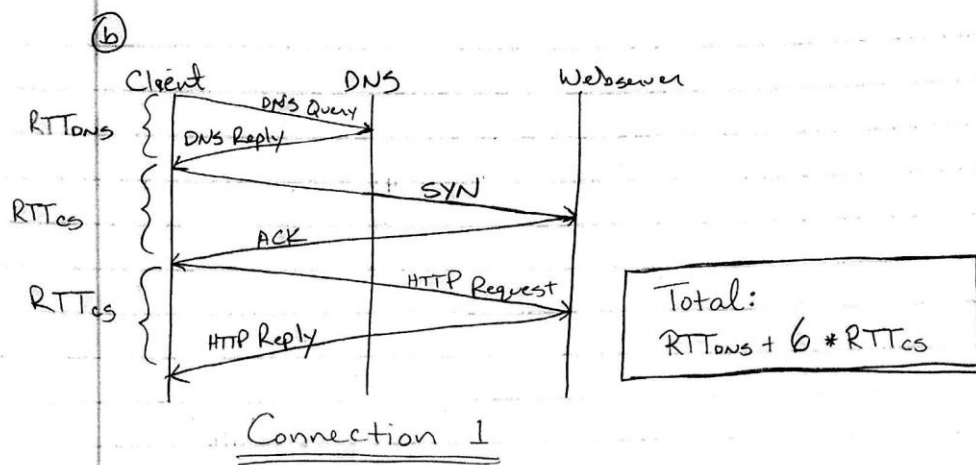 b
Client DNS Webserver
DNS Query
RTTDNS
DNS Reply
SYN
RTTCS
ACK
HTTP Request
RTTCS
HTTP Reply
Total:
RTTDNS + 6 * RTTCS
Connection 1